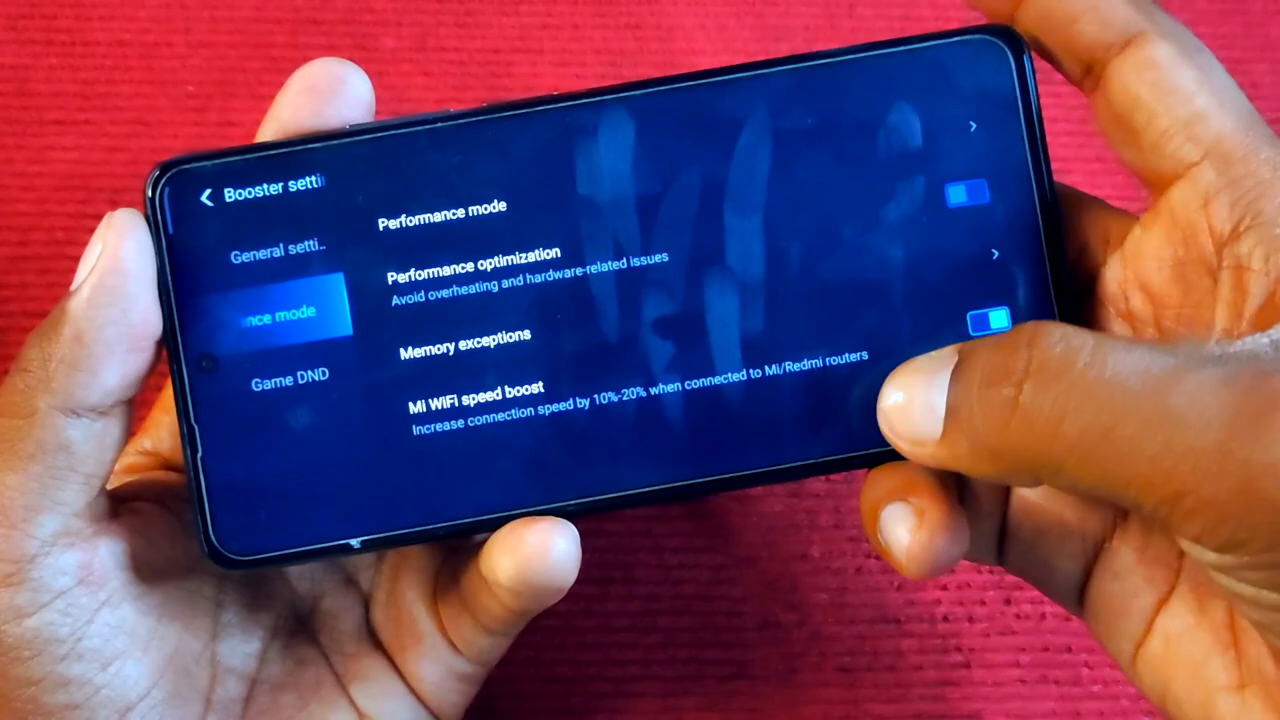 Booster setti
General setti..
nce mode
Game DND
Performance mode
Performance optimization
Avoid overheating and hardware-related issues
Memory exceptions
Mi WiFi speed boost
Increase connection speed by 10%-20% when connected to Mi/Redmi routers